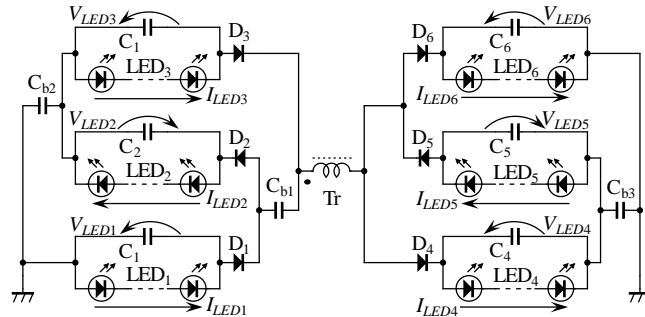 V_LED3 C_1 D_3 D_6 C_6 V_LED6
LED_3 LED_6
C_b2 I_LED3 I_LED6
V_LED2 C_2 D_2 D_5 C_5 V_LED5
LED_2 LED_5
C_b1 C_b3
I_LED2 Tr I_LED5
V_LED1 C_1 D_1 D_4 C_4 V_LED4
LED_1 LED_4
I_LED1 I_LED4